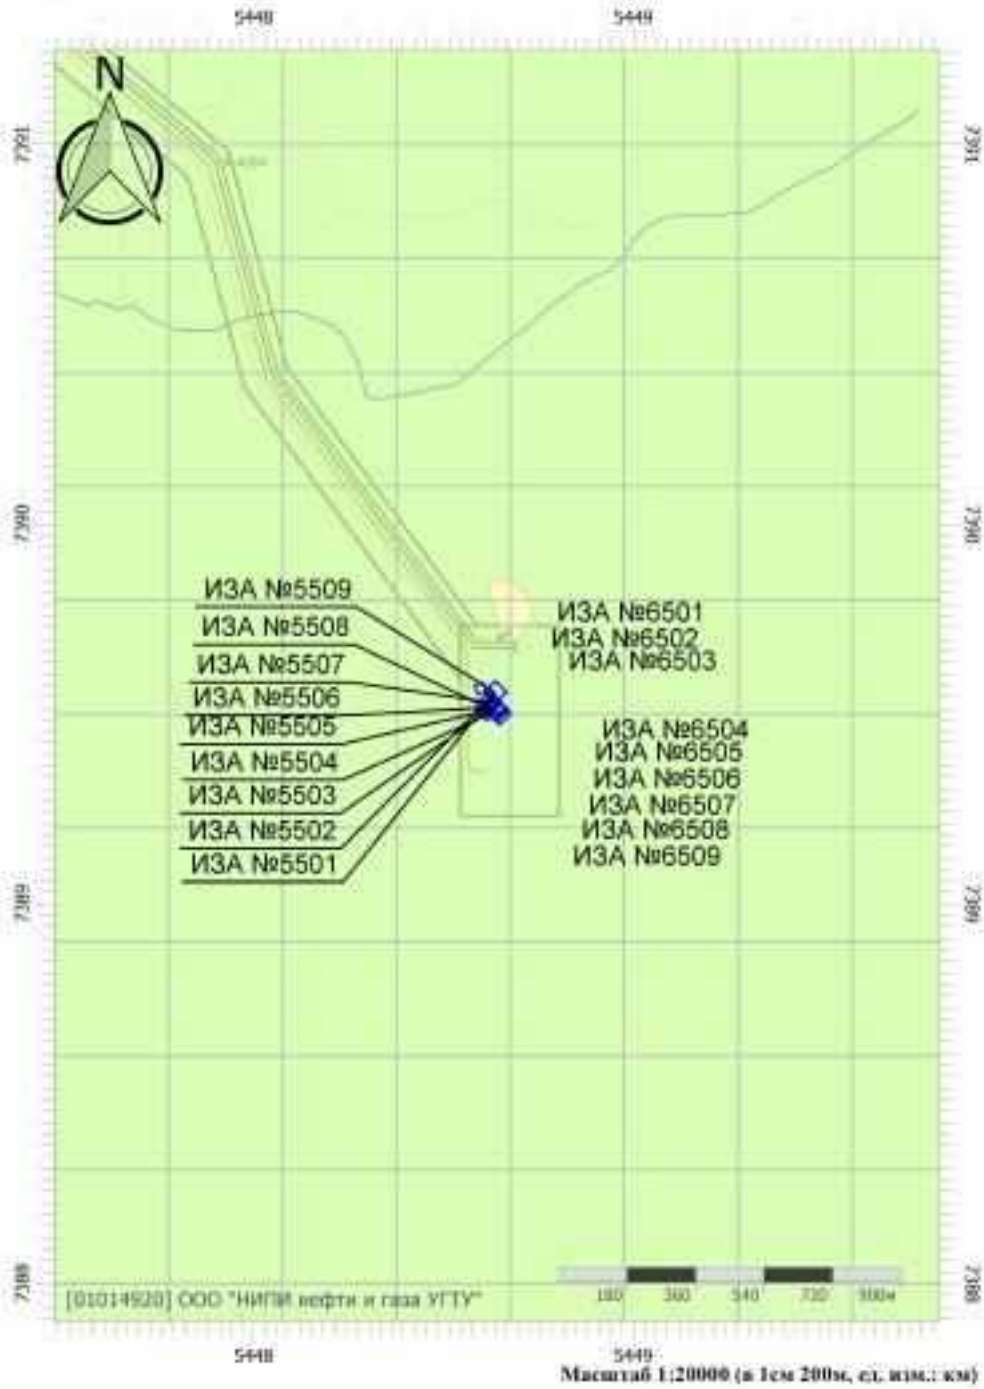 5448 5449
N
7391 7391
7390 7390
ИЗА №5509
ИЗА №6501
ИЗА №5508
ИЗА №6502
ИЗА №5507
ИЗА №6503
ИЗА №5506
ИЗА №5505
ИЗА №6504
ИЗА №6505
ИЗА №5504
ИЗА №6506
ИЗА №5503
ИЗА №6507
ИЗА №5502
ИЗА №6508
ИЗА №5501
ИЗА №6509
7389 7389
7388 7388
[01014920] ООО "НИПИ нефти и газа УГТУ"
180 360 540 720 900м
5448 5449
Масштаб 1:20000 (в 1см 200м, ед. изм.: км)